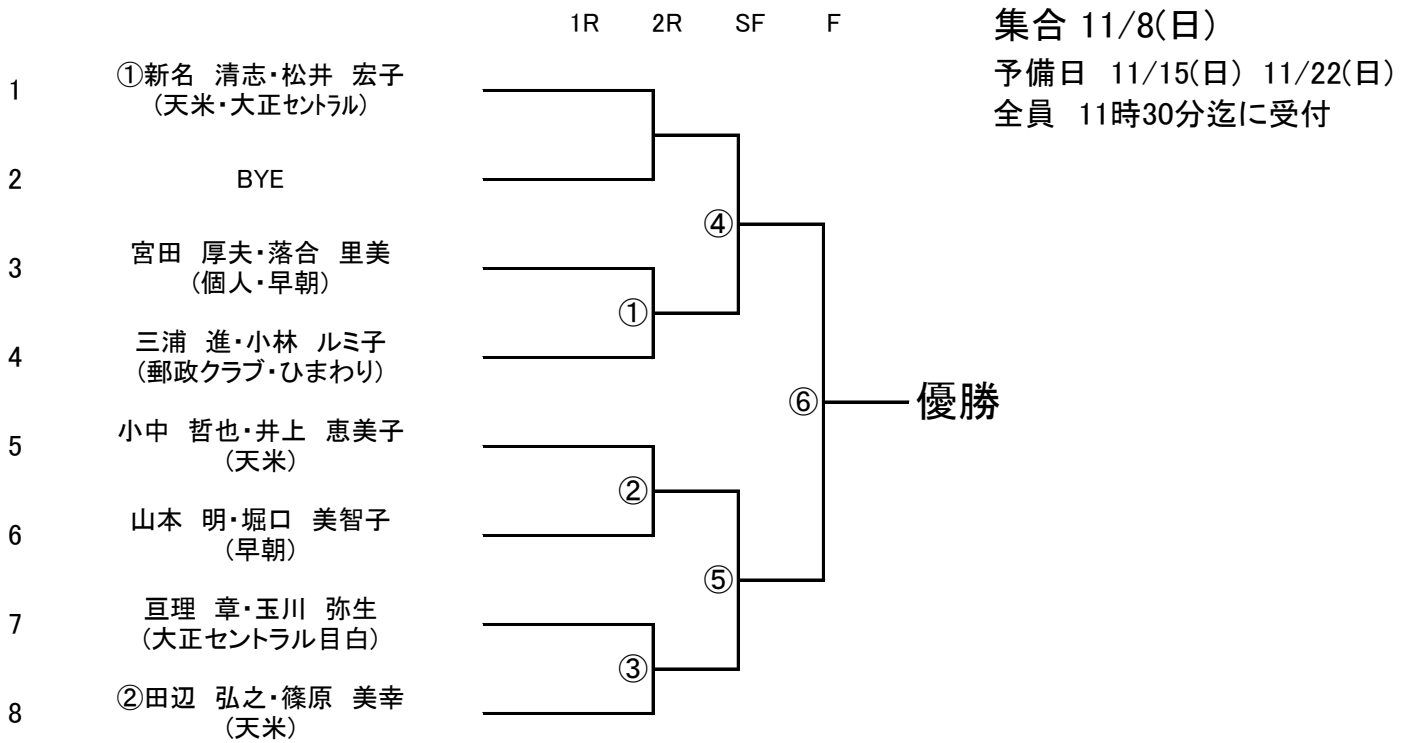 1R 2R SF F
集合 11/8(日)
予備日 11/15(日) 11/22(日)
全員 11時30分迄に受付
1 ①新名 清志・松井 宏子
(天米・大正セントラル)
2 BYE
④
3 宮田 厚夫・落合 里美
(個人・早朝)
①
4 三浦 進・小林 ルミ子
(郵政クラブ・ひまわり)
⑥ 優勝
5 小中 哲也・井上 恵美子
(天米)
②
6 山本 明・堀口 美智子
(早朝)
⑤
7 亘理 章・玉川 弥生
(大正セントラル目白)
③
8 ②田辺 弘之・篠原 美幸
(天米)